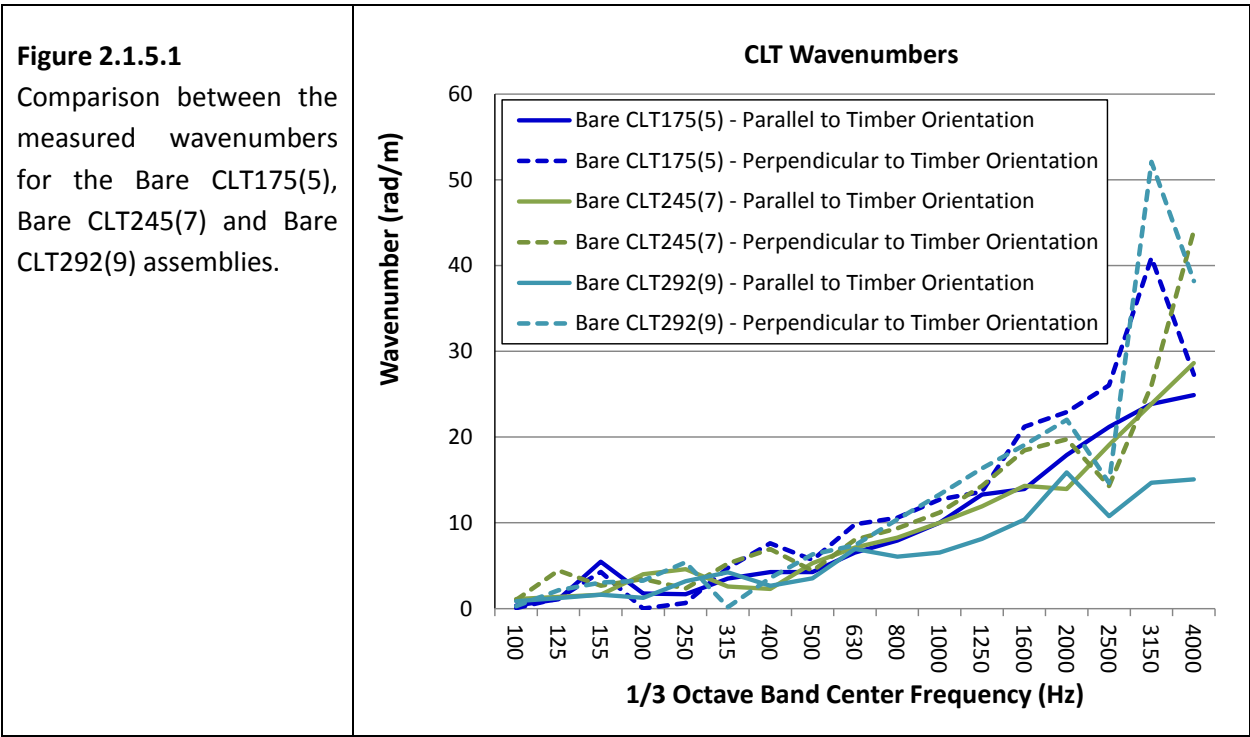 Figure 2.1.5.1
Comparison between the
measured wavenumbers
for the Bare CLT175(5),
Bare CLT245(7) and Bare
CLT292(9) assemblies.
CLT Wavenumbers
Wavenumber (rad/m)
60
50
40
30
20
10
0
Bare CLT175(5) - Parallel to Timber Orientation
Bare CLT175(5) - Perpendicular to Timber Orientation
Bare CLT245(7) - Parallel to Timber Orientation
Bare CLT245(7) - Perpendicular to Timber Orientation
Bare CLT292(9) - Parallel to Timber Orientation
Bare CLT292(9) - Perpendicular to Timber Orientation
100
125
155
200
250
315
400
500
630
800
1000
1250
1600
2000
2500
3150
4000
1/3 Octave Band Center Frequency (Hz)